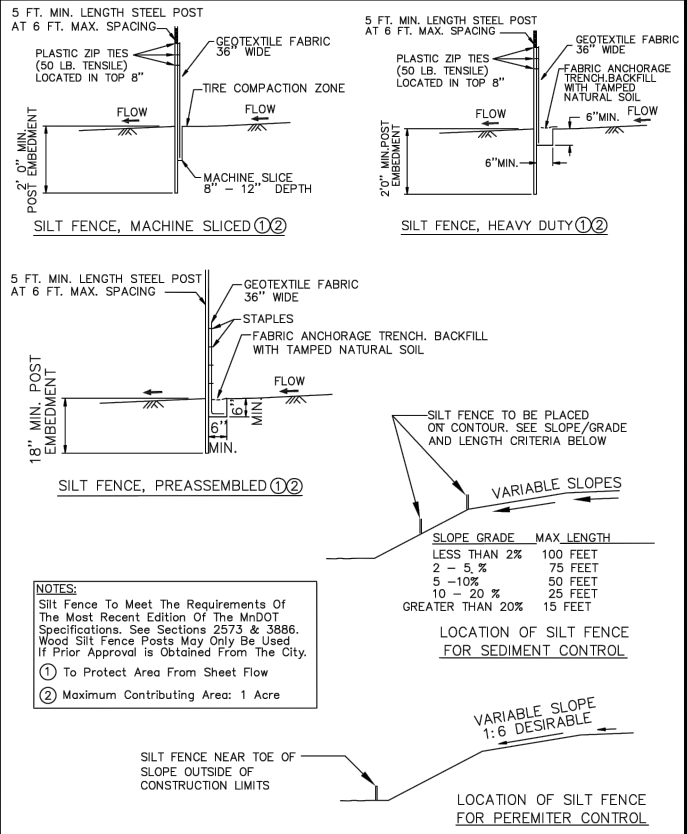 5 FT. MIN. LENGTH STEEL POST
AT 6 FT. MAX. SPACING
GEOTEXTILE FABRIC
36" WIDE
PLASTIC ZIP TIES
(50 LB. TENSILE)
LOCATED IN TOP 8"
TIRE COMPACTION ZONE
FLOW
FLOW
2' 0" MIN.
POST EMBEDMENT
MACHINE SLICE
8" - 12" DEPTH
SILT FENCE, MACHINE SLICED ①②
5 FT. MIN. LENGTH STEEL POST
AT 6 FT. MAX. SPACING
GEOTEXTILE FABRIC
36" WIDE
PLASTIC ZIP TIES
(50 LB. TENSILE)
LOCATED IN TOP 8"
FABRIC ANCHORAGE
TRENCH.BACKFILL
WITH TAMPED
NATURAL SOIL
FLOW
6"MIN.
FLOW
6"MIN.
2'0" MIN.POST
EMBEDMENT
SILT FENCE, HEAVY DUTY ①②
5 FT. MIN. LENGTH STEEL POST
AT 6 FT. MAX. SPACING
GEOTEXTILE FABRIC
36" WIDE
STAPLES
FABRIC ANCHORAGE TRENCH. BACKFILL
WITH TAMPED NATURAL SOIL
FLOW
18" MIN. POST
EMBEDMENT
6"
MIN.
6"
MIN.
SILT FENCE, PREASSEMBLED ①②
SILT FENCE TO BE PLACED
ON CONTOUR. SEE SLOPE/GRADE
AND LENGTH CRITERIA BELOW
VARIABLE SLOPES
SLOPE GRADE MAX LENGTH
LESS THAN 2% 100 FEET
2 - 5 % 75 FEET
5 -10% 50 FEET
10 - 20 % 25 FEET
GREATER THAN 20% 15 FEET
LOCATION OF SILT FENCE
FOR SEDIMENT CONTROL
NOTES:
Silt Fence To Meet The Requirements Of
The Most Recent Edition Of The MnDOT
Specifications. See Sections 2573 & 3886.
Wood Silt Fence Posts May Only Be Used
If Prior Approval is Obtained From The City.
① To Protect Area From Sheet Flow
② Maximum Contributing Area: 1 Acre
VARIABLE SLOPE
1:6 DESIRABLE
SILT FENCE NEAR TOE OF
SLOPE OUTSIDE OF
CONSTRUCTION LIMITS
LOCATION OF SILT FENCE
FOR PEREMITER CONTROL